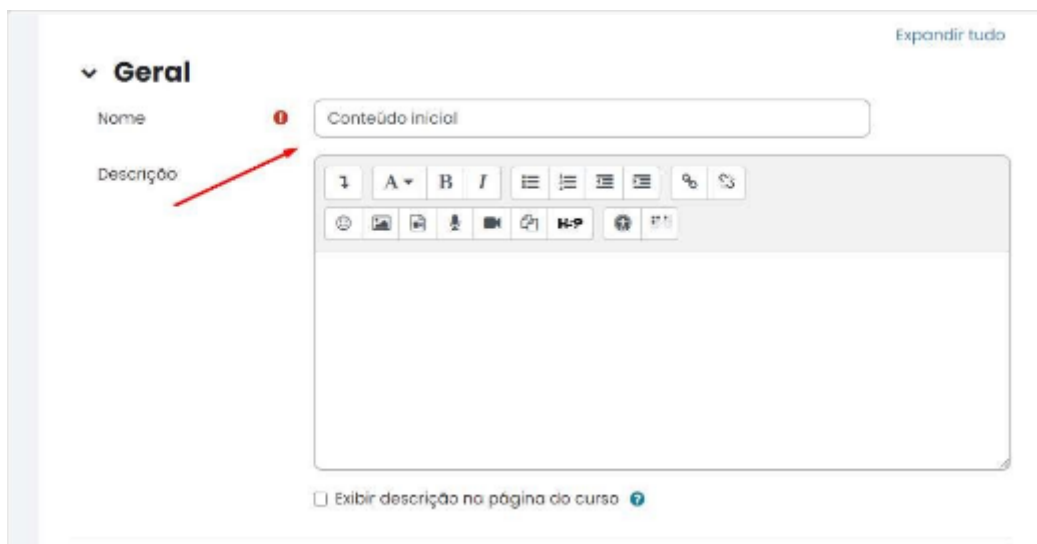 Expandir tudo
Geral
Nome
Conteúdo inicial
Descrição
A B I
H-P
Exibir descrição na página do curso